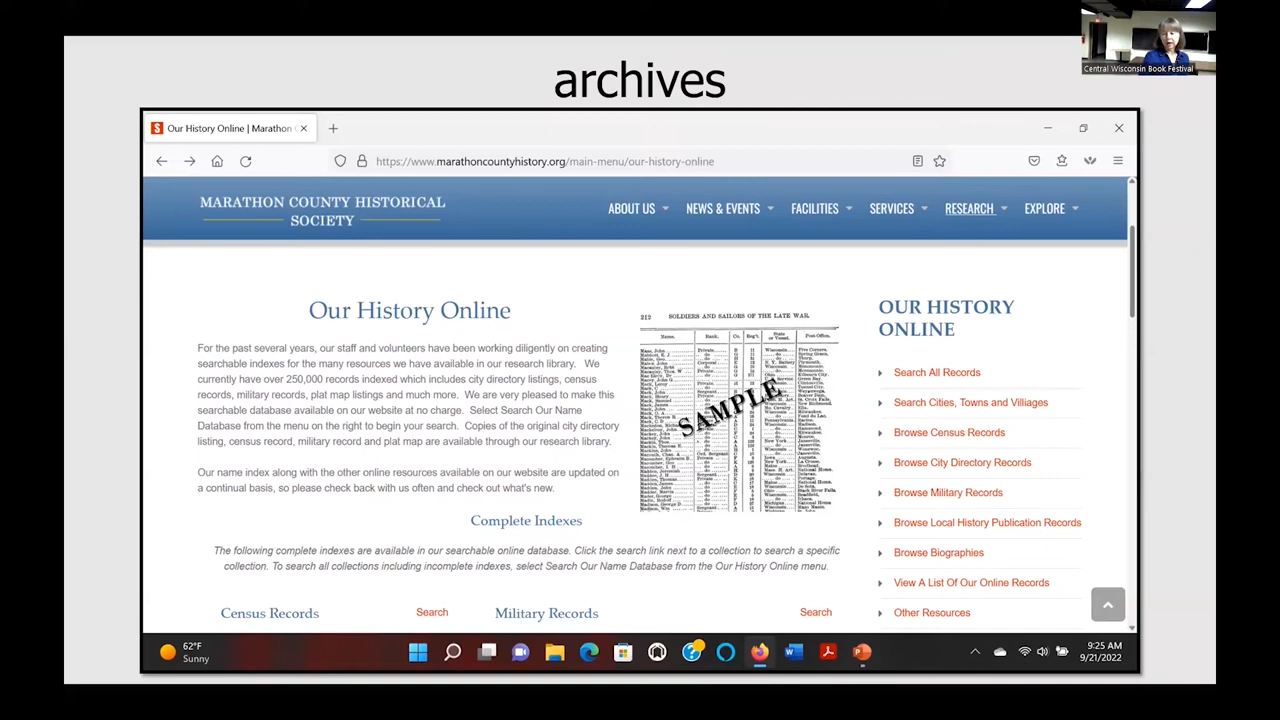 Central Wisconsin Book Festival
archives
Our History Online | Marathon C
https://www.marathoncountyhistory.org/main-menu/our-history-online
MARATHON COUNTY HISTORICAL
SOCIETY
ABOUT US NEWS & EVENTS FACILITIES SERVICES RESEARCH EXPLORE
Our History Online
For the past several years, our staff and volunteers have been working diligently on creating
searchable indexes for the many resources we have available in our research library. We
currently have over 250,000 records indexed which includes city directory listings, census
records, military records, plat map listings and much more. We are very pleased to make this
searchable database available on our website at no charge. Select Search Our Name
Database from the menu on the right to begin your search. Copies of the original city directory
listing, census record, military record and plat map are available through our research library.
Our name index along with the other online resources available on our website are updated on
a continual basis, so please check back with us often and check out what's new.
212 SOLDIERS AND SAILORS OF THE LATE WAR.
Name. Rank. Co. Reg't. State or Vessel. Post-Office.
SAMPLE
Complete Indexes
The following complete indexes are available in our searchable online database. Click the search link next to a collection to search a specific
collection. To search all collections including incomplete indexes, select Search Our Name Database from the Our History Online menu.
Census Records Search Military Records Search
OUR HISTORY
ONLINE
Search All Records
Search Cities, Towns and Villiages
Browse Census Records
Browse City Directory Records
Browse Military Records
Browse Local History Publication Records
Browse Biographies
View A List Of Our Online Records
Other Resources
62°F
Sunny
9:25 AM
9/21/2022